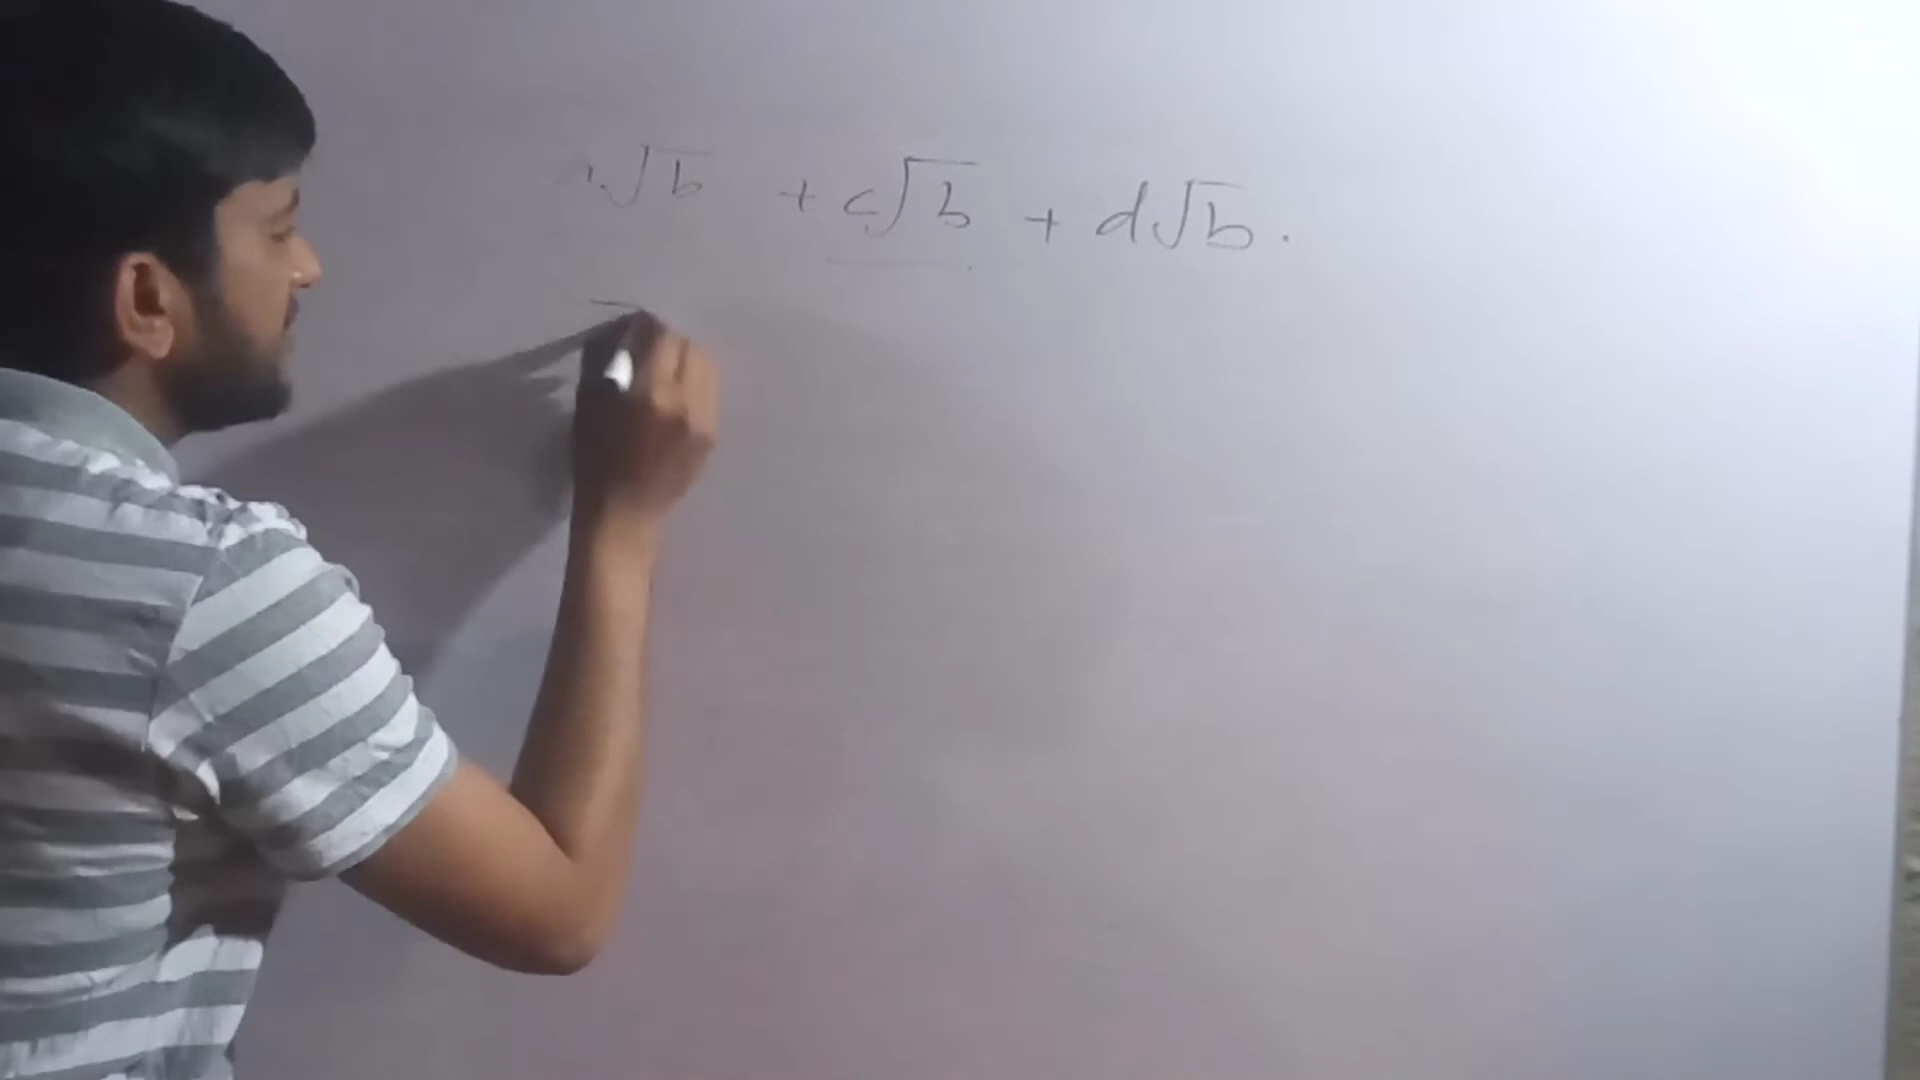 a√b + c√b + d√b.